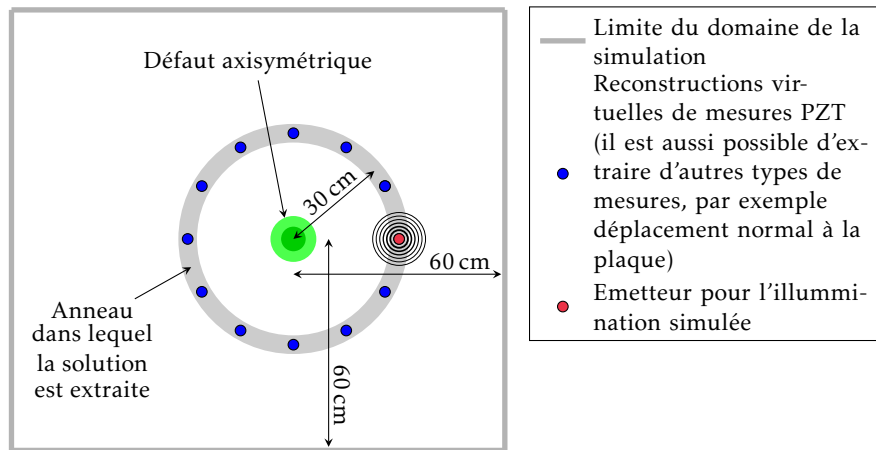 Défaut axisymétrique
30 cm
60 cm
60 cm
Anneau
dans lequel
la solution
est extraite
Limite du domaine de la
simulation
Reconstructions vir-
tuelles de mesures PZT
(il est aussi possible d'ex-
traire d'autres types de
mesures, par exemple
déplacement normal à la
plaque)
Emetteur pour l'illummi-
nation simulée